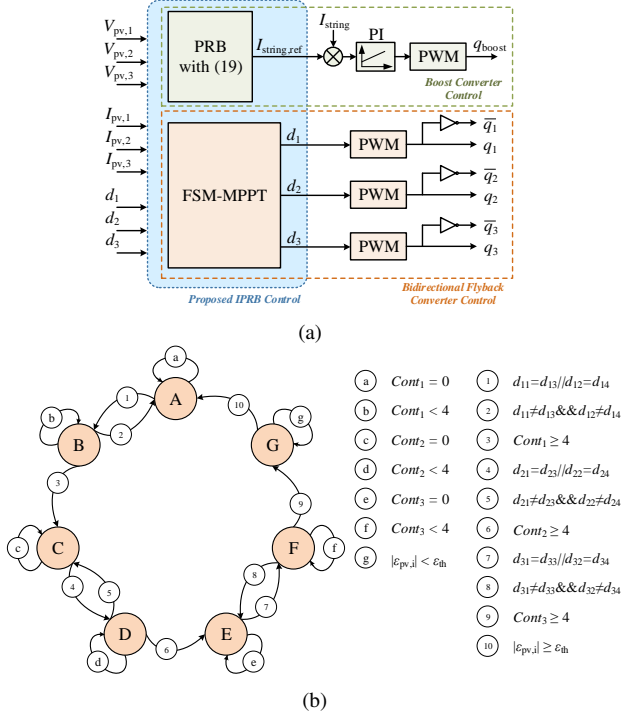 V_pv,1
V_pv,2
V_pv,3
PRB
with (19)
I_string,ref
I_string
PI
PWM
q_boost
Boost Converter
Control
I_pv,1
I_pv,2
I_pv,3
d_1
d_2
d_3
FSM-MPPT
d_1
PWM
q̅_1
q_1
d_2
PWM
q̅_2
q_2
d_3
PWM
q̅_3
q_3
Proposed IPRB Control
Bidirectional Flyback
Converter Control
(a)
A
B
C
D
E
F
G
a
b
c
d
e
f
g
1
2
3
4
5
6
7
8
9
10
a Cont_1 = 0
b Cont_1 < 4
c Cont_2 = 0
d Cont_2 < 4
e Cont_3 = 0
f Cont_3 < 4
g |ε_pv,i| < ε_th
1 d_11=d_13//d_12=d_14
2 d_11≠d_13&&d_12≠d_14
3 Cont_1 ≥ 4
4 d_21=d_23//d_22=d_24
5 d_21≠d_23&&d_22≠d_24
6 Cont_2 ≥ 4
7 d_31=d_33//d_32=d_34
8 d_31≠d_33&&d_32≠d_34
9 Cont_3 ≥ 4
10 |ε_pv,i| ≥ ε_th
(b)